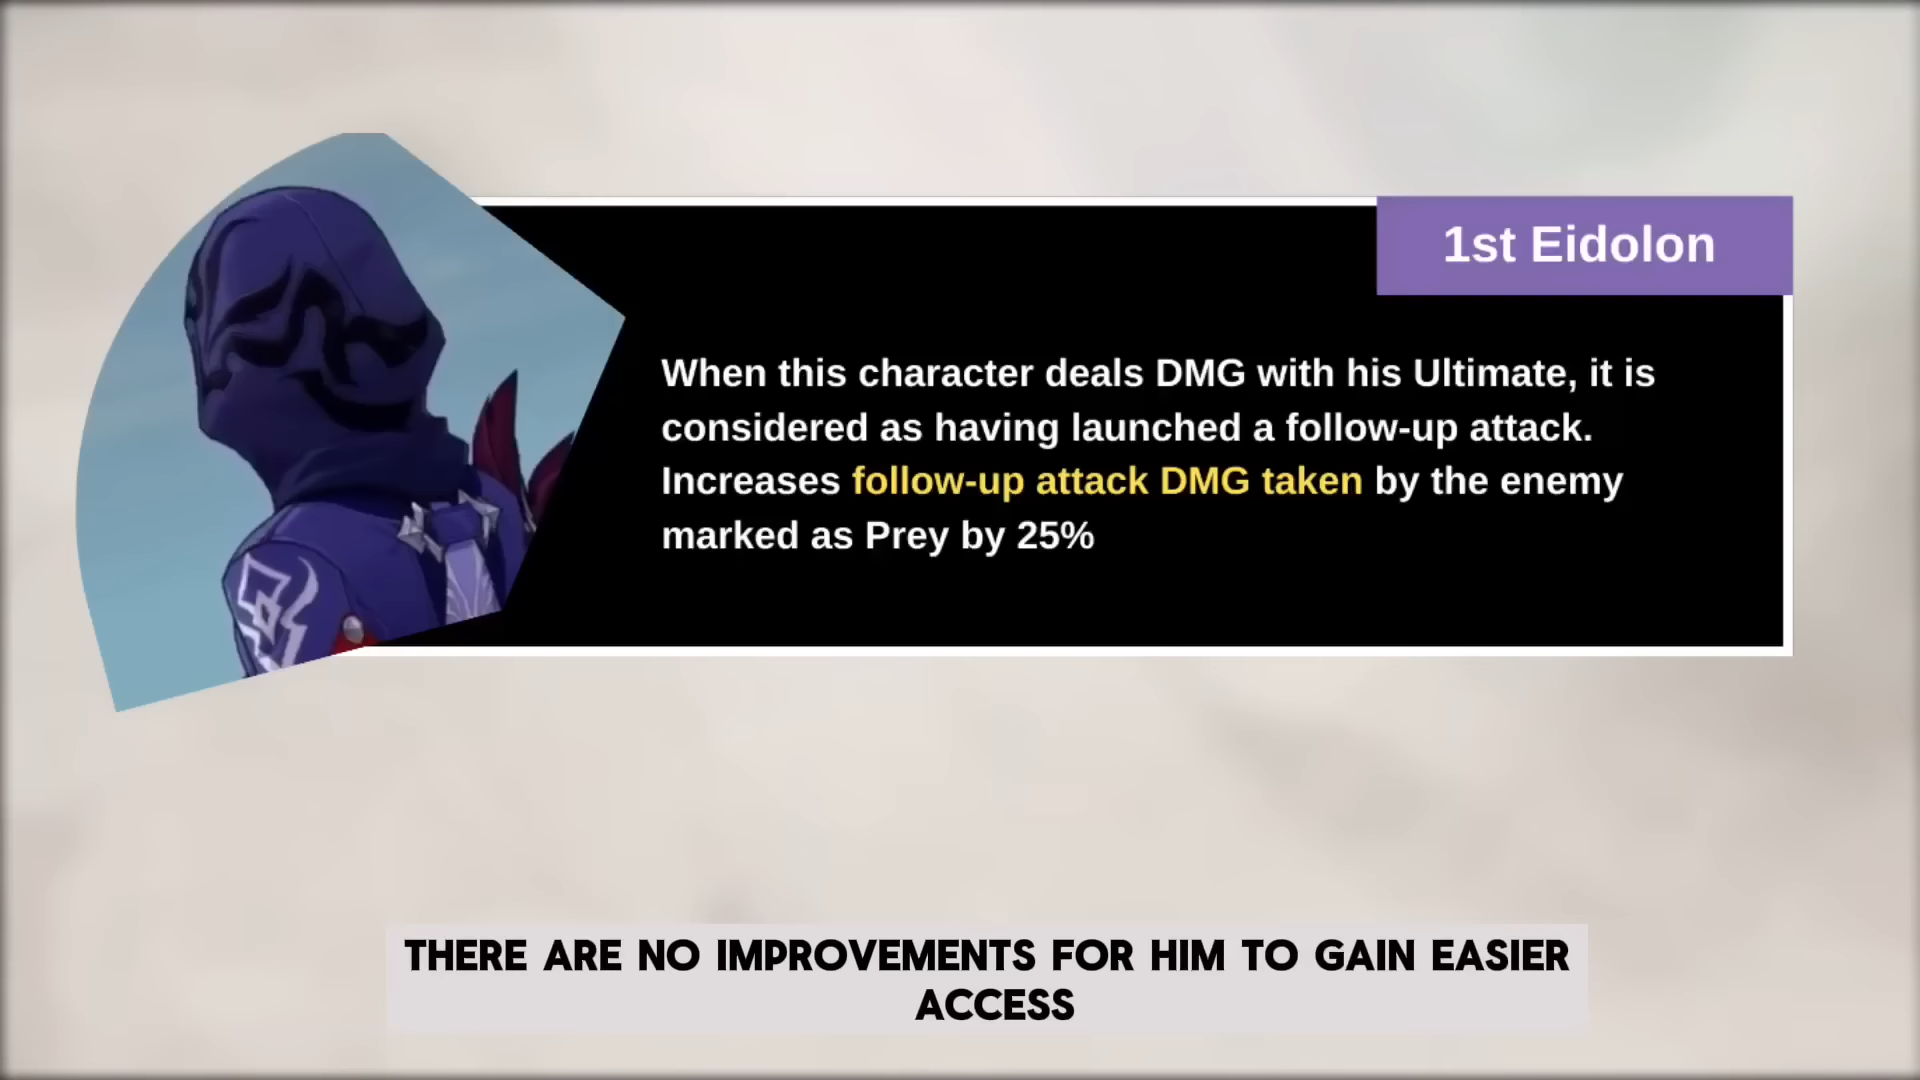 1st Eidolon
When this character deals DMG with his Ultimate, it is
considered as having launched a follow-up attack.
Increases follow-up attack DMG taken by the enemy
marked as Prey by 25%
THERE ARE NO IMPROVEMENTS FOR HIM TO GAIN EASIER
ACCESS